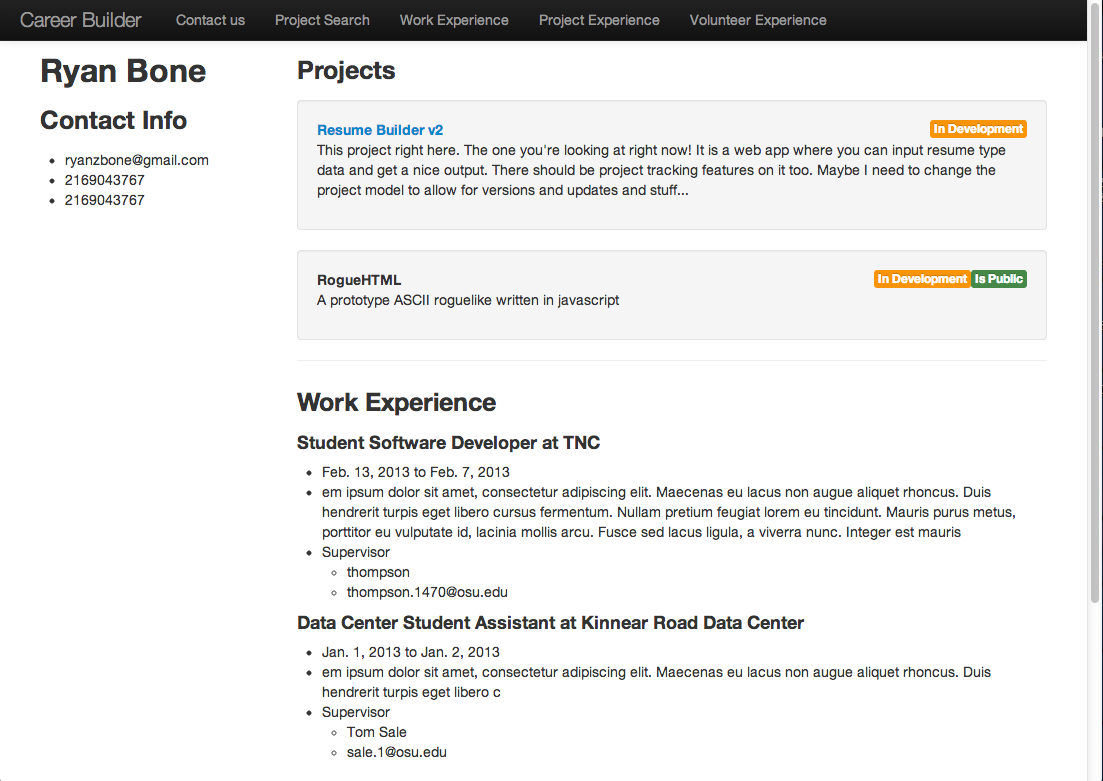 Career Builder Contact us Project Search Work Experience Project Experience Volunteer Experience
Ryan Bone
Contact Info
ryanzbone@gmail.com
2169043767
2169043767
Projects
Resume Builder v2 In Development
This project right here. The one you're looking at right now! It is a web app where you can input resume type
data and get a nice output. There should be project tracking features on it too. Maybe I need to change the
project model to allow for versions and updates and stuff...
RogueHTML In Development Is Public
A prototype ASCII roguelike written in javascript
Work Experience
Student Software Developer at TNC
Feb. 13, 2013 to Feb. 7, 2013
em ipsum dolor sit amet, consectetur adipiscing elit. Maecenas eu lacus non augue aliquet rhoncus. Duis
hendrerit turpis eget libero cursus fermentum. Nullam pretium feugiat lorem eu tincidunt. Mauris purus metus,
porttitor eu vulputate id, lacinia mollis arcu. Fusce sed lacus ligula, a viverra nunc. Integer est mauris
Supervisor
thompson
thompson.1470@osu.edu
Data Center Student Assistant at Kinnear Road Data Center
Jan. 1, 2013 to Jan. 2, 2013
em ipsum dolor sit amet, consectetur adipiscing elit. Maecenas eu lacus non augue aliquet rhoncus. Duis
hendrerit turpis eget libero c
Supervisor
Tom Sale
sale.1@osu.edu